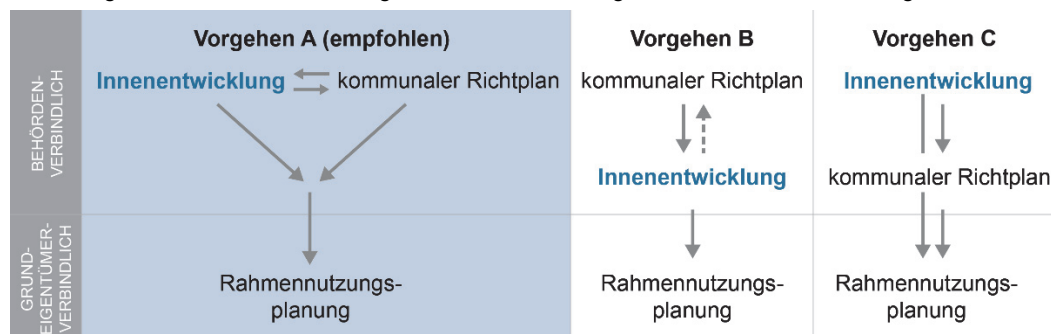 BEHÖRDEN-
VERBINDLICH
Vorgehen A (empfohlen)
Innenentwicklung
kommunaler Richtplan
Vorgehen B
kommunaler Richtplan
Innenentwicklung
Vorgehen C
Innenentwicklung
kommunaler Richtplan
GRUND-
EIGENTÜMER-
VERBINDLICH
Rahmennutzungs-
planung
Rahmennutzungs-
planung
Rahmennutzungs-
planung